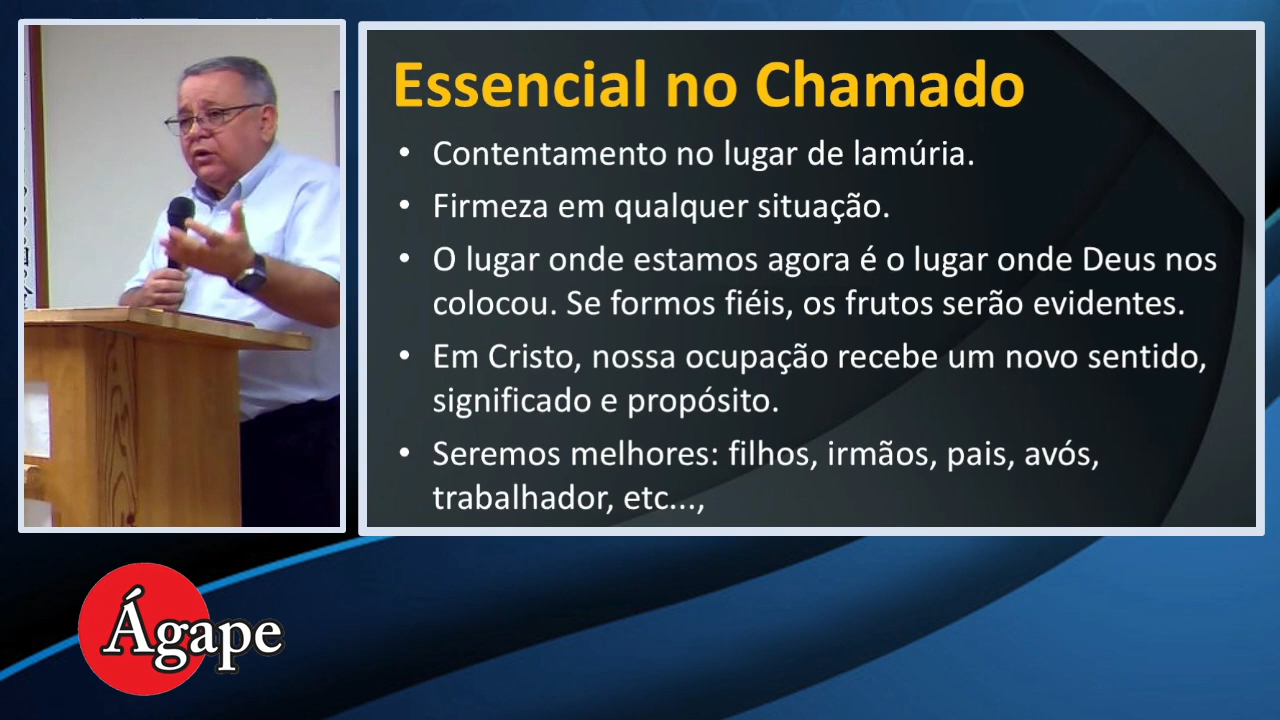 Essencial no Chamado
• Contentamento no lugar de lamúria.
• Firmeza em qualquer situação.
• O lugar onde estamos agora é o lugar onde Deus nos
colocou. Se formos fiéis, os frutos serão evidentes.
• Em Cristo, nossa ocupação recebe um novo sentido,
significado e propósito.
• Seremos melhores: filhos, irmãos, pais, avós,
trabalhador, etc...,
Ágape